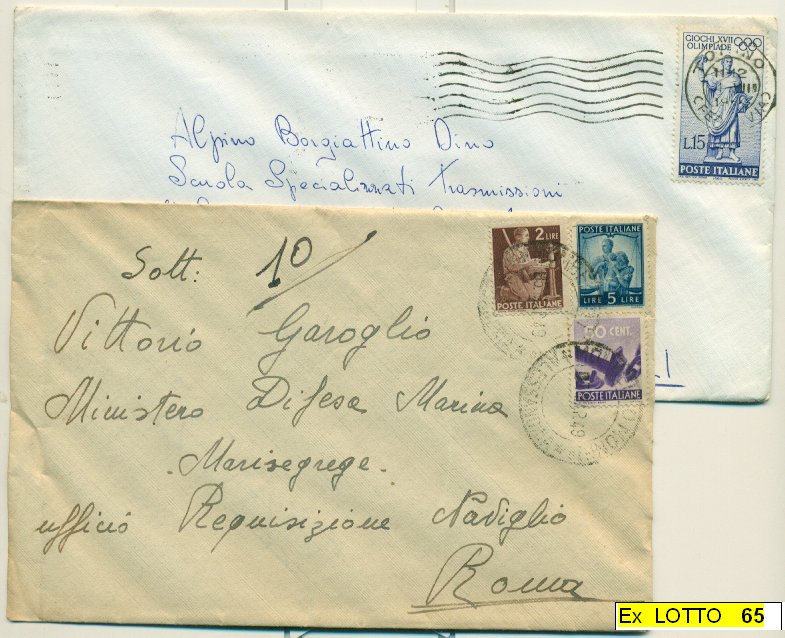 GIOCHI XVII
OLIMPIADE
TORINO
L.15
POSTE ITALIANE
Alpino Borgiattino Dino
Scuola Specializzati Trasmissioni
Sott: 10/
2 LIRE
POSTE ITALIANE
POSTE ITALIANE
LIRE 5 LIRE
50 CENT.
POSTE ITALIANE
Vittorio Garoglio
Ministero Difesa Marina
Marisegrege.
ufficio Requisizione Naviglio
Roma
Ex LOTTO 65